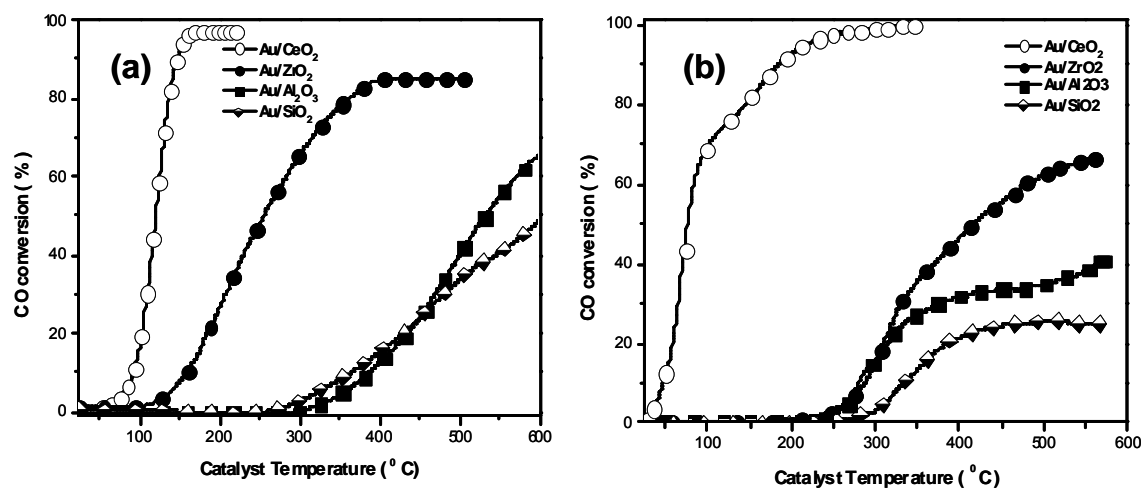 (a)
Au/CeO₂
Au/ZrO₂
Au/Al₂O₃
Au/SiO₂
CO conversion ( % )
100
80
60
40
20
0
100 200 300 400 500 600
Catalyst Temperature ( ⁰ C)
(b)
Au/CeO₂
Au/ZrO2
Au/Al2O3
Au/SiO2
CO conversion ( % )
100
80
60
40
20
0
100 200 300 400 500 600
Catalyst Temperature ( ⁰ C)